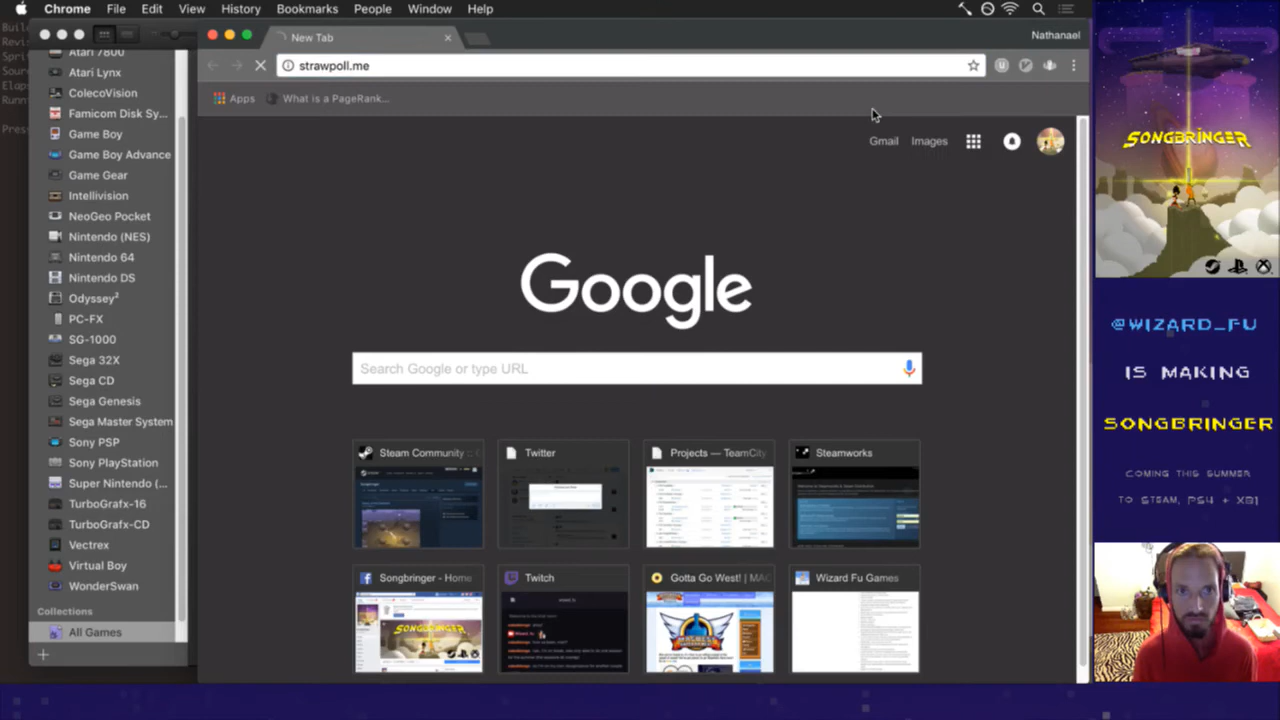 Chrome File Edit View History Bookmarks People Window Help
New Tab
Nathanael
strawpoll.me
Apps
What is a PageRank...
Gmail
Images
Google
Search Google or type URL
Steam Community ::
Twitter
Projects — TeamCity
Steamworks
Songbringer - Home
Twitch
Gotta Go West! | MA
Wizard Fu Games
Atari 7800
Atari Lynx
ColecoVision
Famicom Disk Sy...
Game Boy
Game Boy Advance
Game Gear
Intellivision
NeoGeo Pocket
Nintendo (NES)
Nintendo 64
Nintendo DS
Odyssey²
PC-FX
SG-1000
Sega 32X
Sega CD
Sega Genesis
Sega Master System
Sony PSP
Sony PlayStation
Super Nintendo (...
TurboGrafx-16
TurboGrafx-CD
Vectrex
Virtual Boy
WonderSwan
Collections
All Games
SONGBRINGER
@WIZARD_FU
IS MAKING
SONGBRINGER
COMING THIS SUMMER
TO STEAM, PS4 + XB1